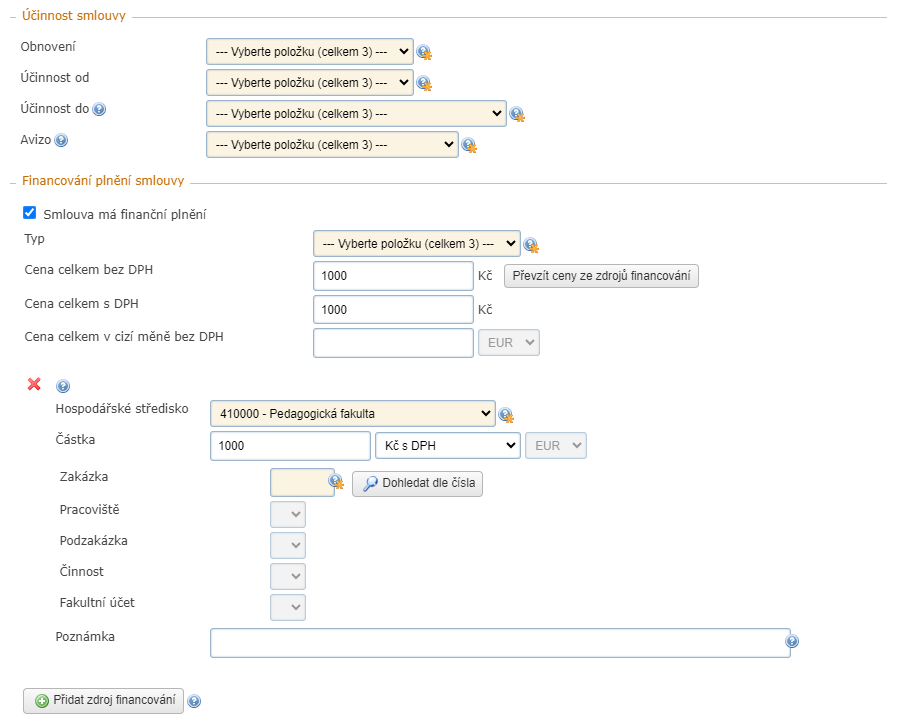 Účinnost smlouvy
Obnovení --- Vyberte položku (celkem 3) ---
Účinnost od --- Vyberte položku (celkem 3) ---
Účinnost do --- Vyberte položku (celkem 3) ---
Avizo --- Vyberte položku (celkem 3) ---
Financování plnění smlouvy
Smlouva má finanční plnění
Typ --- Vyberte položku (celkem 3) ---
Cena celkem bez DPH 1000 Kč Převzít ceny ze zdrojů financování
Cena celkem s DPH 1000 Kč
Cena celkem v cizí měně bez DPH EUR
Hospodářské středisko 410000 - Pedagogická fakulta
Částka 1000 Kč s DPH EUR
Zakázka Dohledat dle čísla
Pracoviště
Podzakázka
Činnost
Fakultní účet
Poznámka
Přidat zdroj financování